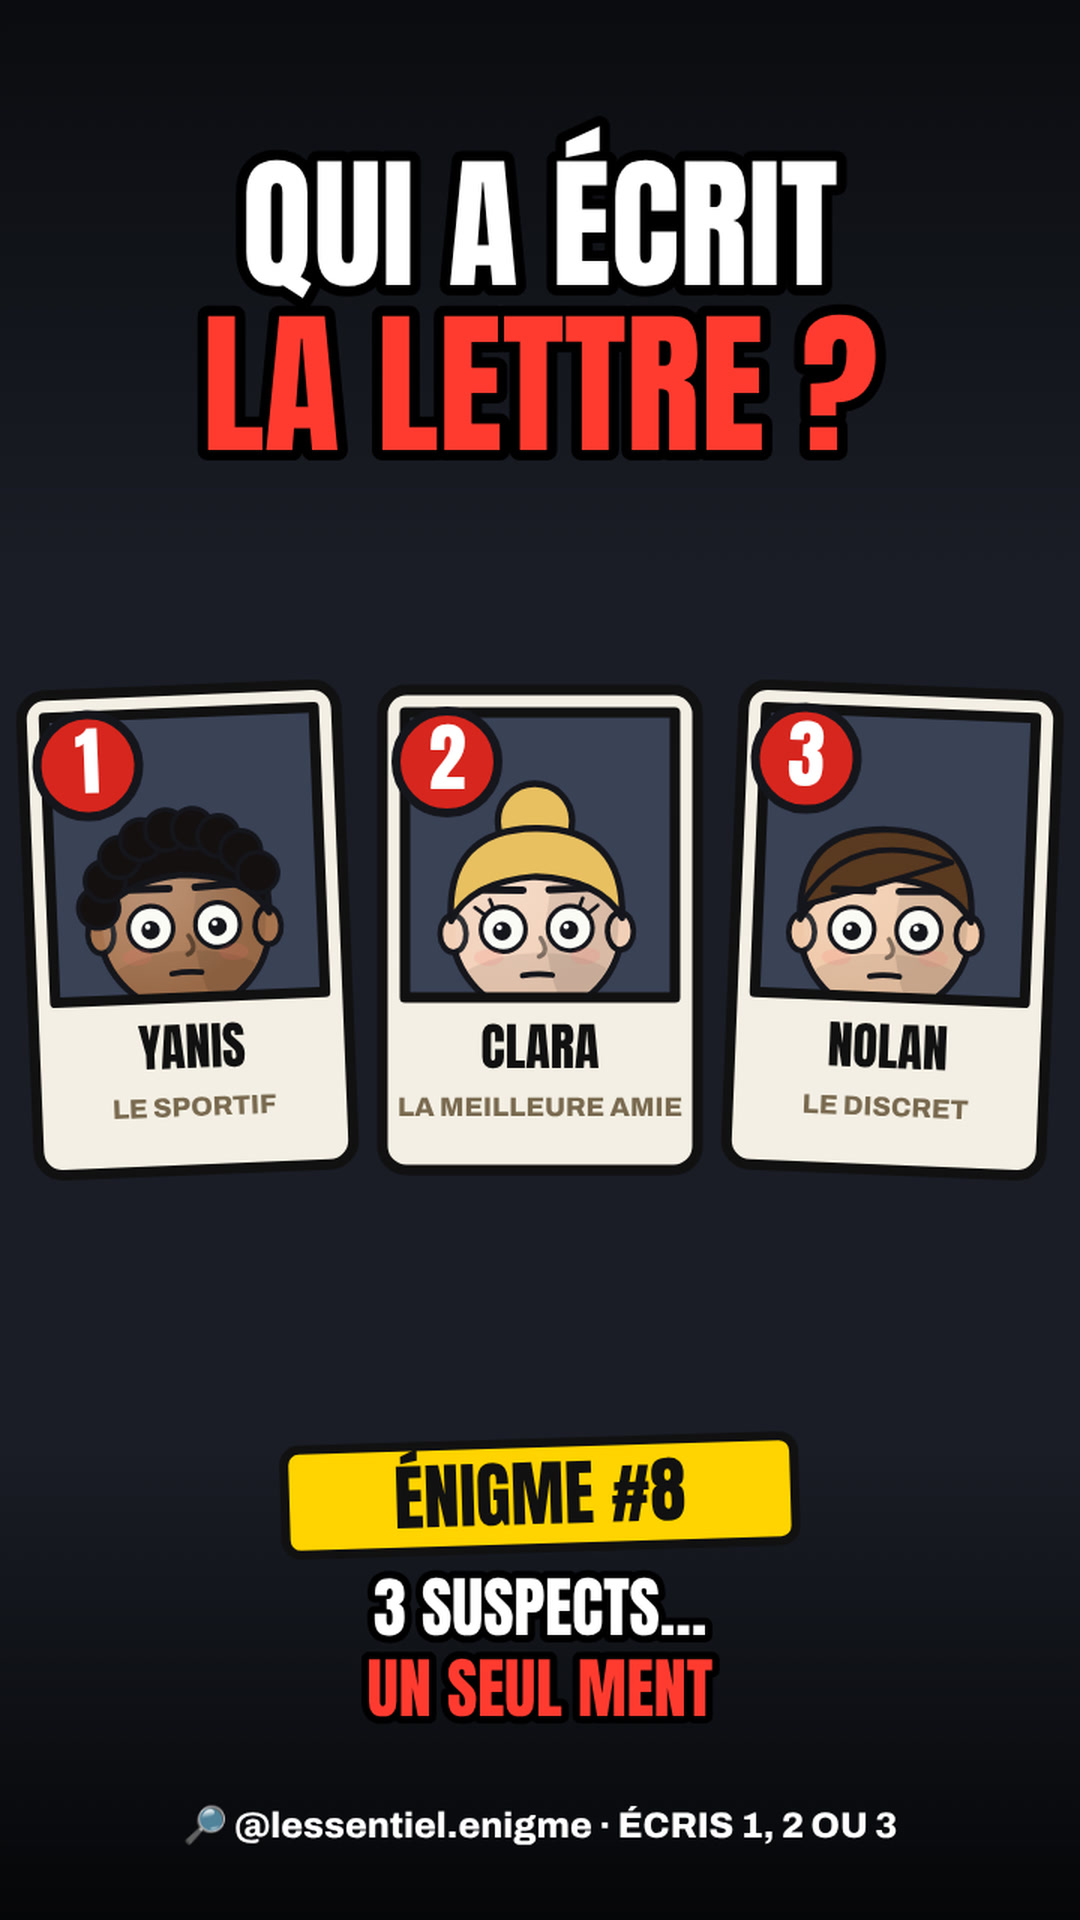 QUI A ÉCRIT
LA LETTRE ?
1
2
3
YANIS
CLARA
NOLAN
LE SPORTIF
LA MEILLEURE AMIE
LE DISCRET
ÉNIGME #8
3 SUSPECTS...
UN SEUL MENT
@lessentiel.enigme · ÉCRIS 1, 2 OU 3